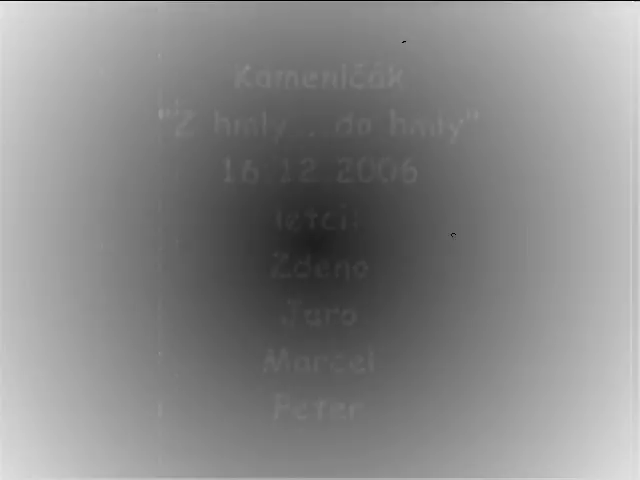 Kameničák
"Z hmly . do hmly"
16 12 2006
letci:
Zdeno
Jaro
Marcel
Peter